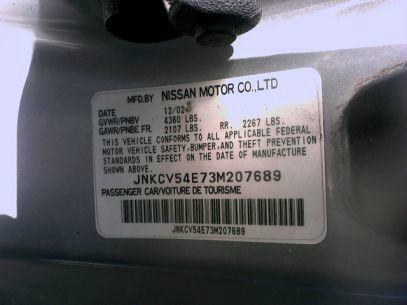 MFD.BY NISSAN MOTOR CO.,LTD
DATE 12/02
GVWR/PNBV 4360 LBS.
GAWR/PNBE FR. 2107 LBS. RR. 2267 LBS.
THIS VEHICLE CONFORMS TO ALL APPLICABLE FEDERAL
MOTOR VEHICLE SAFETY,BUMPER,AND THEFT PREVENTION
STANDARDS IN EFFECT ON THE DATE OF MANUFACTURE
SHOWN ABOVE.
JNKCV54E73M207689
PASSENGER CAR/VOITURE DE TOURISME
JNKCV54E73M207689